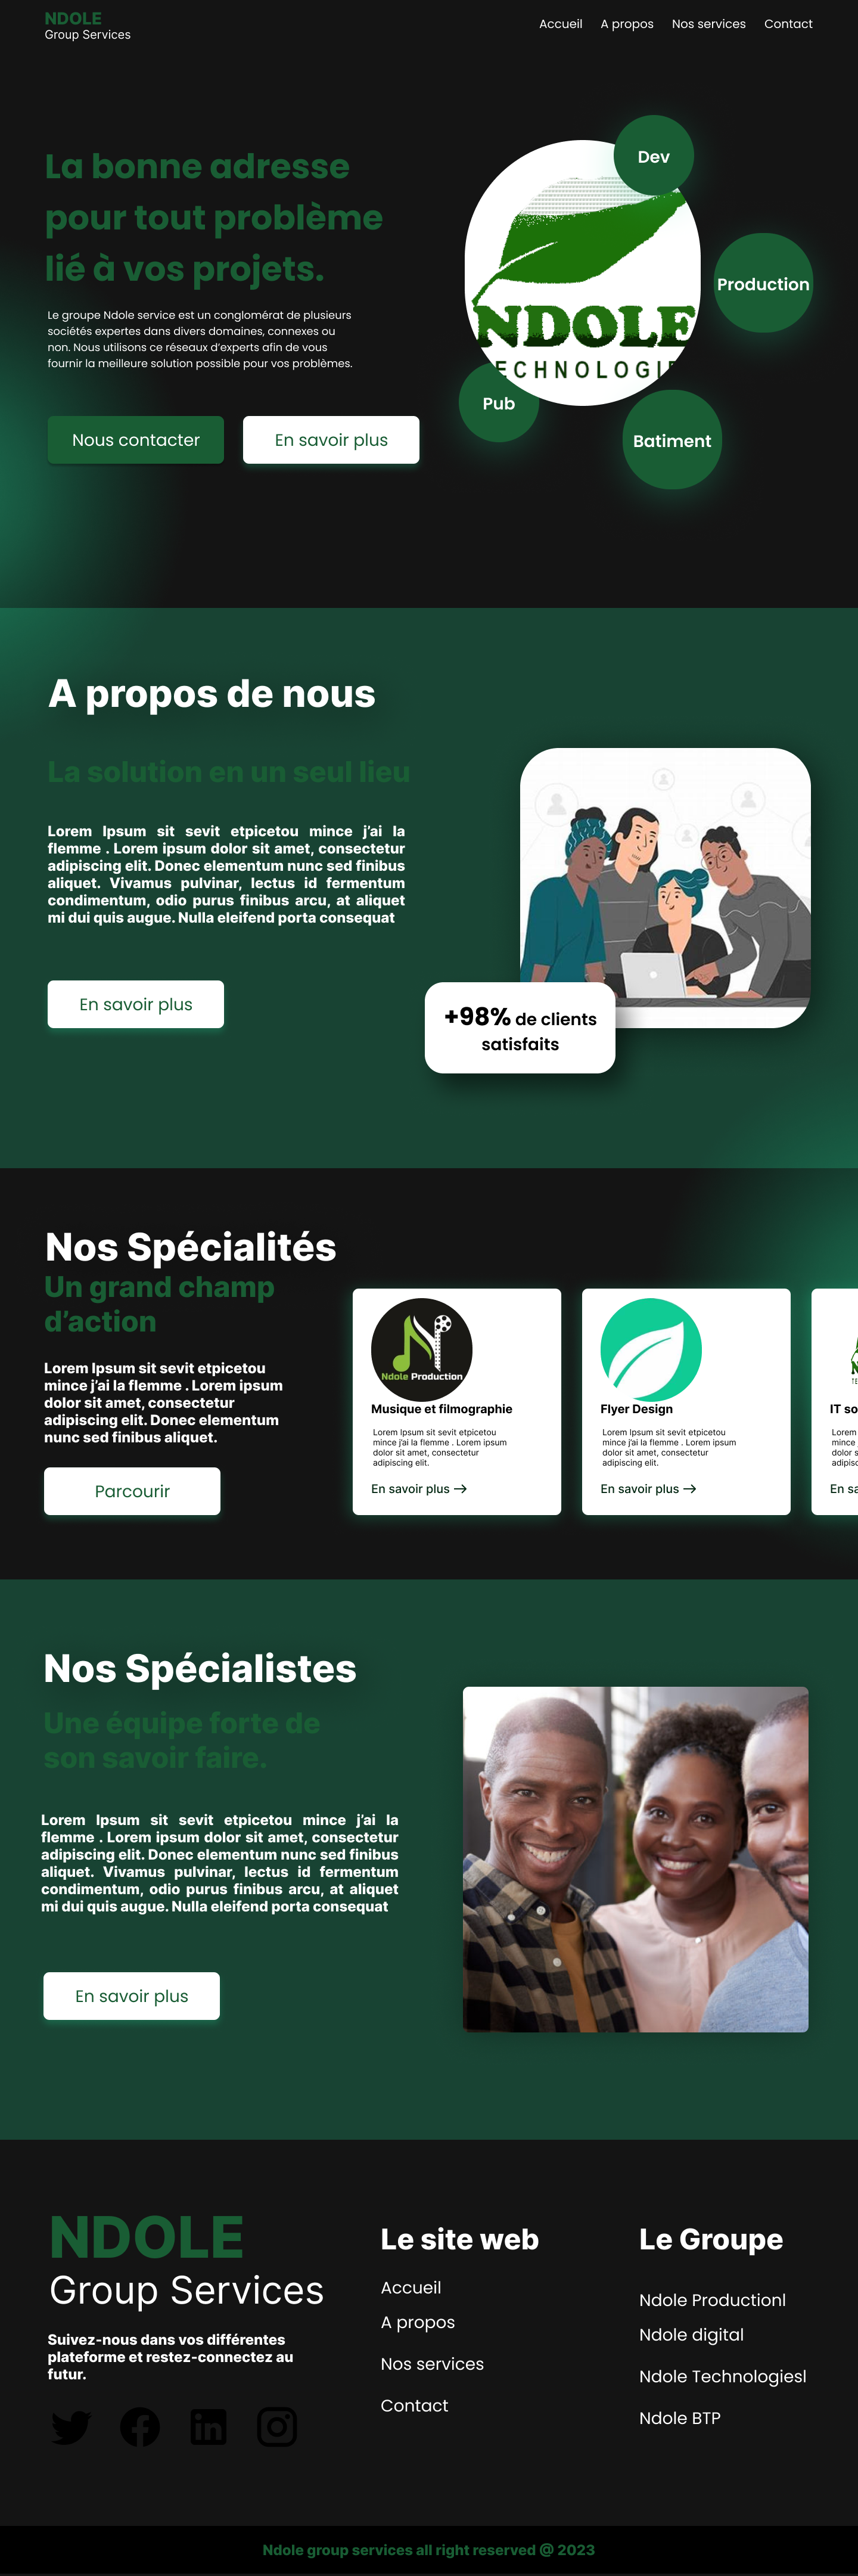 NDOLE
Group Services
Accueil A propos Nos services Contact
La bonne adresse
pour tout problème
lié à vos projets.
Le groupe Ndole service est un conglomérat de plusieurs
sociétés expertes dans divers domaines, connexes ou
non. Nous utilisons ce réseaux d'experts afin de vous
fournir la meilleure solution possible pour vos problèmes.
Nous contacter
En savoir plus
Dev
Production
NDOLE
ECHNOLOGI
Pub
Batiment
A propos de nous
La solution en un seul lieu
Lorem Ipsum sit sevit etpicetou mince j'ai la
flemme . Lorem ipsum dolor sit amet, consectetur
adipiscing elit. Donec elementum nunc sed finibus
aliquet. Vivamus pulvinar, lectus id fermentum
condimentum, odio purus finibus arcu, at aliquet
mi dui quis augue. Nulla eleifend porta consequat
En savoir plus
+98% de clients
satisfaits
Nos Spécialités
Un grand champ
d'action
Lorem Ipsum sit sevit etpicetou
mince j'ai la flemme . Lorem ipsum
dolor sit amet, consectetur
adipiscing elit. Donec elementum
nunc sed finibus aliquet.
Parcourir
Ndole Production
Musique et filmographie
Lorem Ipsum sit sevit etpicetou
mince j'ai la flemme . Lorem ipsum
dolor sit amet, consectetur
adipiscing elit.
En savoir plus
Flyer Design
Lorem Ipsum sit sevit etpicetou
mince j'ai la flemme . Lorem ipsum
dolor sit amet, consectetur
adipiscing elit.
En savoir plus
IT so
Lorem
mince
dolor s
adipisc
En sa
Nos Spécialistes
Une équipe forte de
son savoir faire.
Lorem Ipsum sit sevit etpicetou mince j'ai la
flemme . Lorem ipsum dolor sit amet, consectetur
adipiscing elit. Donec elementum nunc sed finibus
aliquet. Vivamus pulvinar, lectus id fermentum
condimentum, odio purus finibus arcu, at aliquet
mi dui quis augue. Nulla eleifend porta consequat
En savoir plus
NDOLE
Group Services
Suivez-nous dans vos différentes
plateforme et restez-connectez au
futur.
Le site web
Accueil
A propos
Nos services
Contact
Le Groupe
Ndole Productionl
Ndole digital
Ndole Technologiesl
Ndole BTP
Ndole group services all right reserved @ 2023